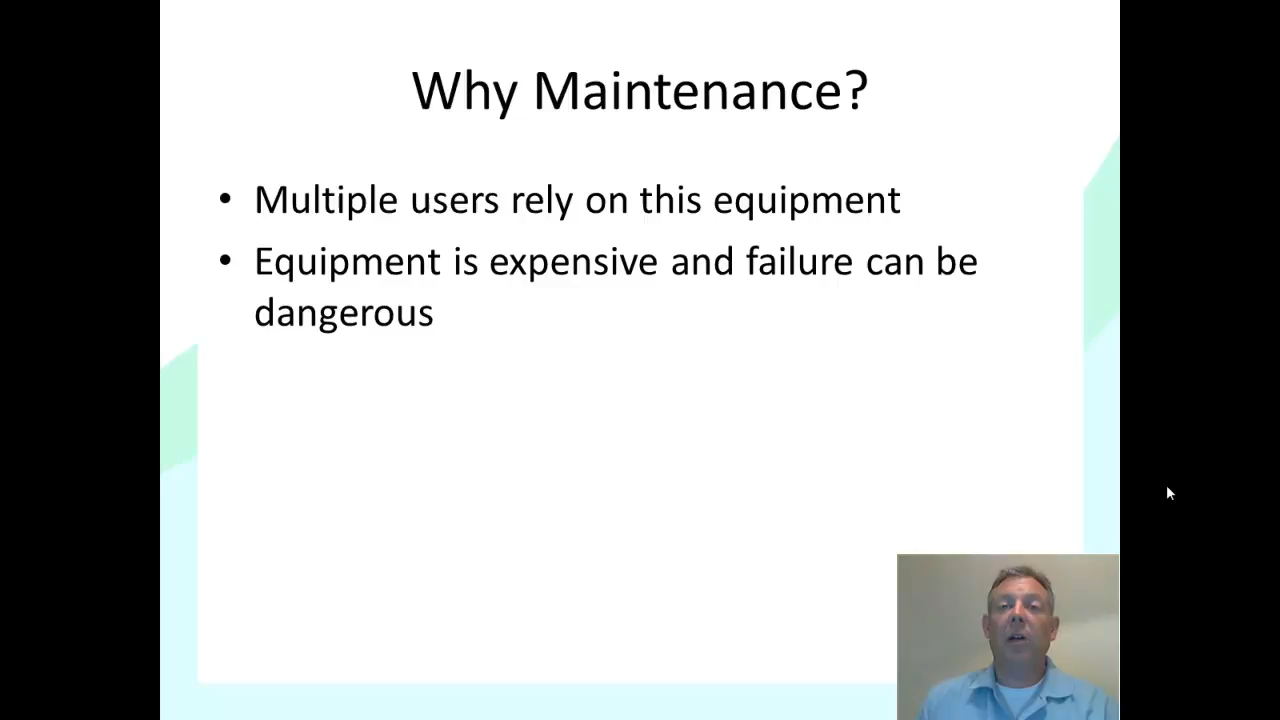 Why Maintenance?
• Multiple users rely on this equipment
• Equipment is expensive and failure can be
dangerous